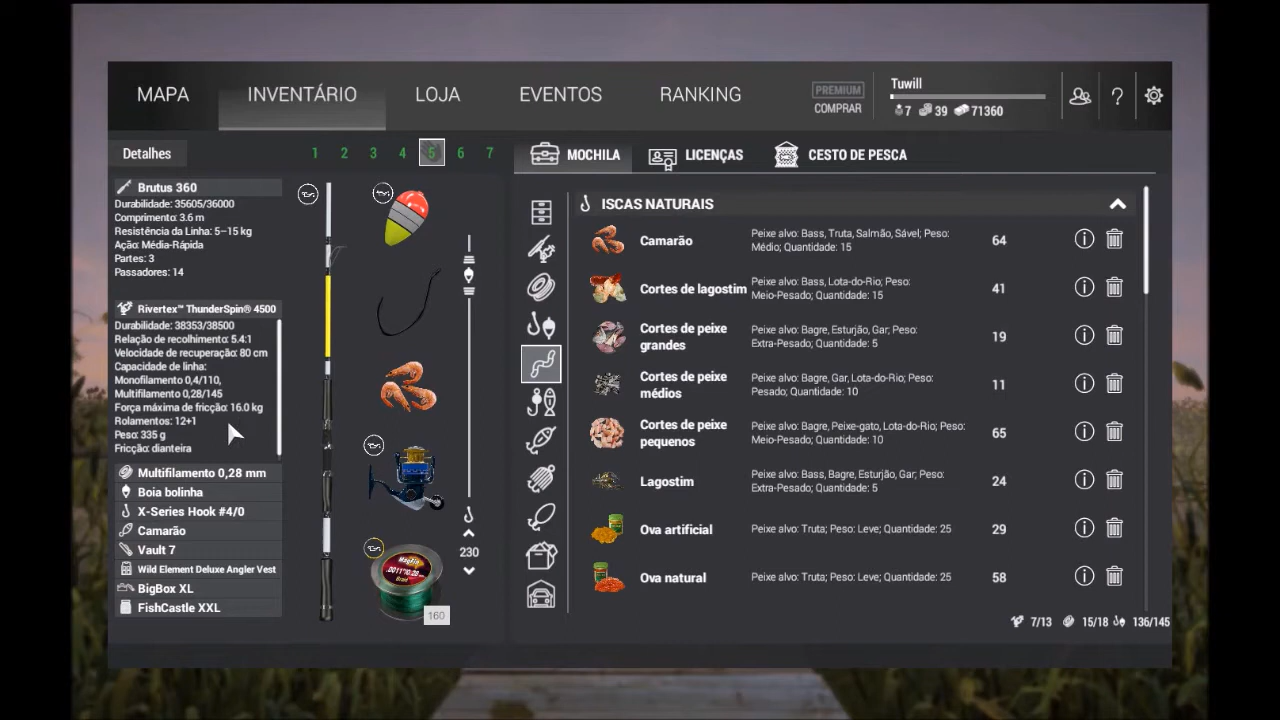 MAPA
INVENTÁRIO
LOJA
EVENTOS
RANKING
PREMIUM
COMPRAR
Tuwill
7 39 71360
?
Detalhes
1 2 3 4 5 6 7
MOCHILA
LICENÇAS
CESTO DE PESCA
Brutus 360
Durabilidade: 35605/36000
Comprimento: 3.6 m
Resistência da Linha: 5–15 kg
Ação: Média-Rápida
Partes: 3
Passadores: 14
Rivertex™ ThunderSpin® 4500
Durabilidade: 38353/38500
Relação de recolhimento: 5.4:1
Velocidade de recuperação: 80 cm
Capacidade de linha:
Monofilamento 0,4/110,
Multifilamento 0,28/145
Força máxima de fricção: 16.0 kg
Rolamentos: 12+1
Peso: 335 g
Fricção: dianteira
Multifilamento 0,28 mm
Boia bolinha
X-Series Hook #4/0
Camarão
Vault 7
Wild Element Deluxe Angler Vest
BigBox XL
FishCastle XXL
160
230
ISCAS NATURAIS
Camarão
Peixe alvo: Bass, Truta, Salmão, Sável; Peso:
Médio; Quantidade: 15
64
Cortes de lagostim
Peixe alvo: Bass, Lota-do-Rio; Peso:
Meio-Pesado; Quantidade: 15
41
Cortes de peixe
grandes
Peixe alvo: Bagre, Esturjão, Gar; Peso:
Extra-Pesado; Quantidade: 5
19
Cortes de peixe
médios
Peixe alvo: Bagre, Gar, Lota-do-Rio; Peso:
Pesado; Quantidade: 10
11
Cortes de peixe
pequenos
Peixe alvo: Bagre, Peixe-gato, Lota-do-Rio; Peso:
Meio-Pesado; Quantidade: 10
65
Lagostim
Peixe alvo: Bass, Bagre, Esturjão, Gar; Peso:
Extra-Pesado; Quantidade: 5
24
Ova artificial
Peixe alvo: Truta; Peso: Leve; Quantidade: 25
29
Ova natural
Peixe alvo: Truta; Peso: Leve; Quantidade: 25
58
7/13 15/18 136/145